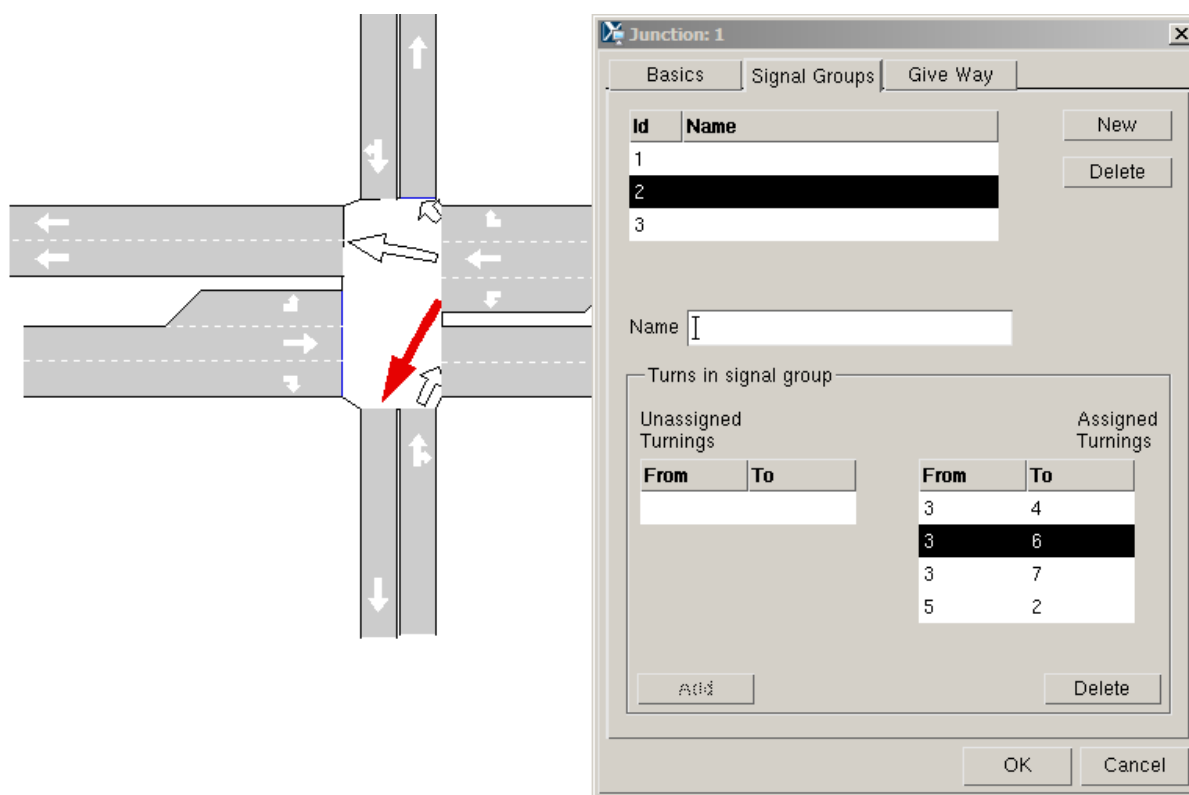 Junction: 1
Basics Signal Groups Give Way
Id Name
1
2
3
New
Delete
Name
Turns in signal group
Unassigned Turnings
Assigned Turnings
From To
From To
3 4
3 6
3 7
5 2
Add
Delete
OK Cancel